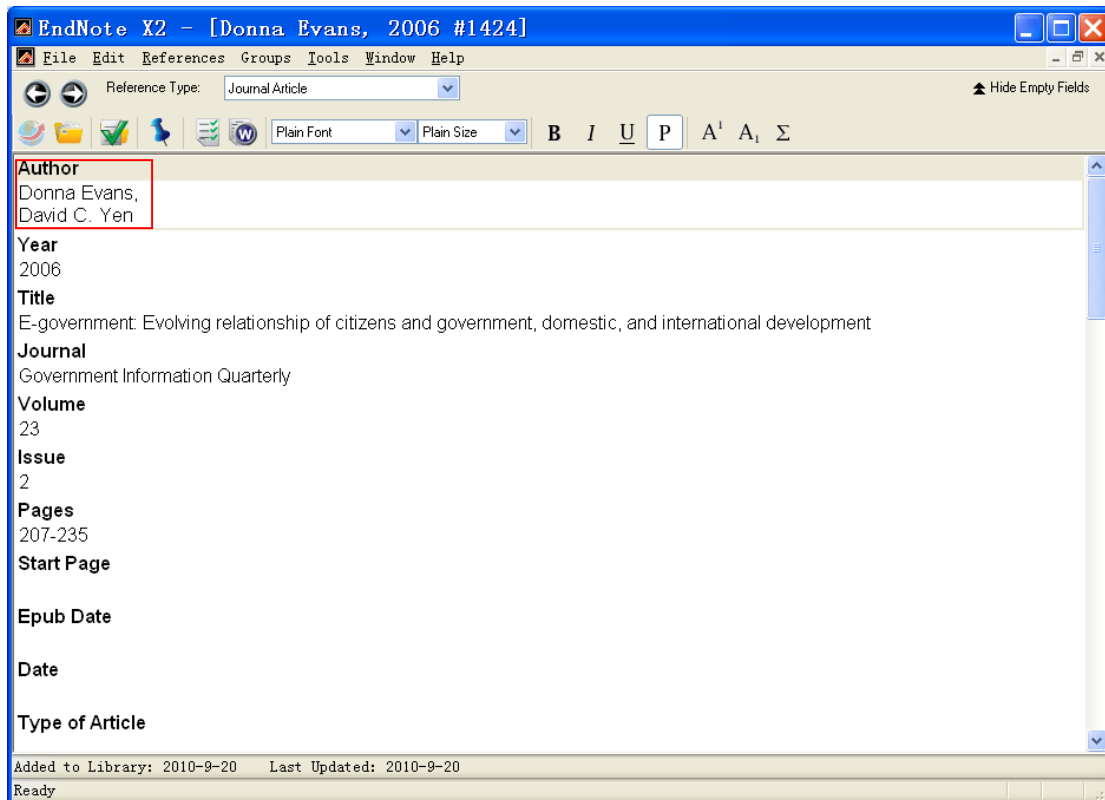 EndNote X2 - [Donna Evans, 2006 #1424]
File Edit References Groups Tools Window Help
Reference Type: Journal Article Hide Empty Fields
Plain Font Plain Size B I U P A1 A1 Σ
Author
Donna Evans,
David C. Yen
Year
2006
Title
E-government: Evolving relationship of citizens and government, domestic, and international development
Journal
Government Information Quarterly
Volume
23
Issue
2
Pages
207-235
Start Page
Epub Date
Date
Type of Article
Added to Library: 2010-9-20 Last Updated: 2010-9-20
Ready